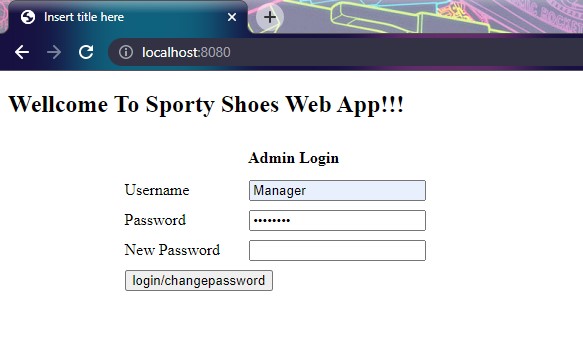 Insert title here
localhost:8080
Wellcome To Sporty Shoes Web App!!!
Admin Login
Username Manager
Password ••••••••
New Password
login/changepassword